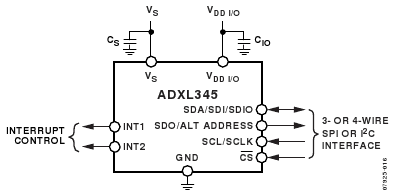 VS
VDD I/O
CS
CIO
VS
VDD I/O
ADXL345
SDA/SDI/SDIO
SDO/ALT ADDRESS
SCL/SCLK
CS
INT1
INT2
GND
INTERRUPT
CONTROL
3- OR 4-WIRE
SPI OR I2C
INTERFACE
07925-016